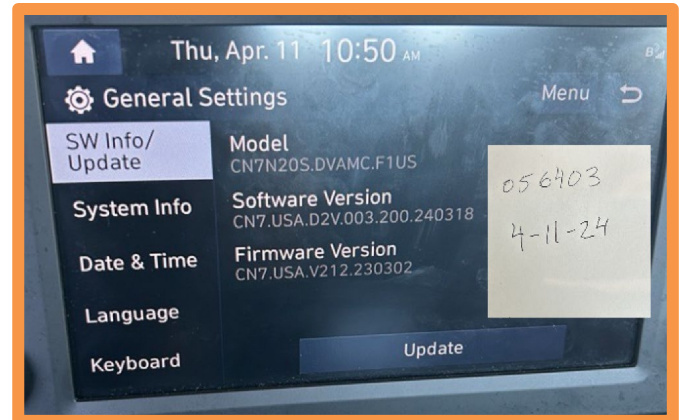 Thu, Apr. 11 10:50 AM
B
General Settings
Menu
SW Info/
Update
Model
CN7N20S.DVAMC.F1US
System Info
Software Version
CN7.USA.D2V.003.200.240318
Date & Time
Firmware Version
CN7.USA.V212.230302
Language
Keyboard
Update
056403
4-11-24